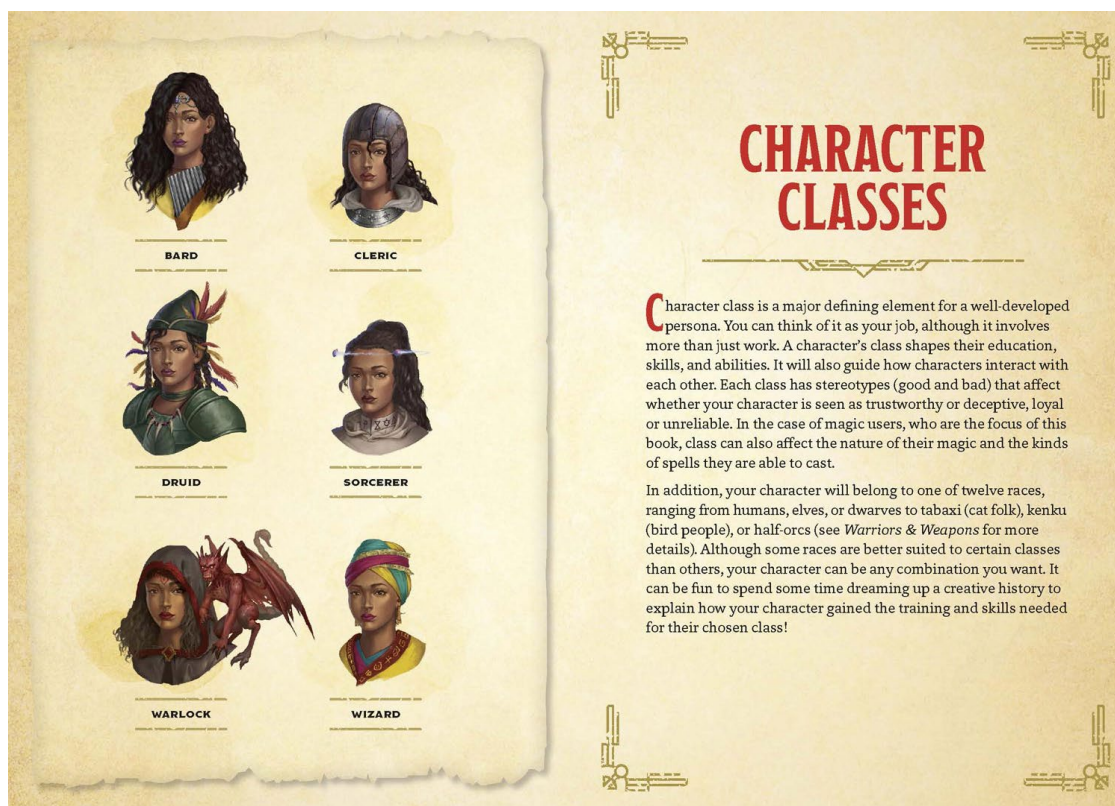 BARD
CLERIC
DRUID
SORCERER
WARLOCK
WIZARD
CHARACTER
CLASSES
Character class is a major defining element for a well-developed
persona. You can think of it as your job, although it involves
more than just work. A character's class shapes their education,
skills, and abilities. It will also guide how characters interact with
each other. Each class has stereotypes (good and bad) that affect
whether your character is seen as trustworthy or deceptive, loyal
or unreliable. In the case of magic users, who are the focus of this
book, class can also affect the nature of their magic and the kinds
of spells they are able to cast.
In addition, your character will belong to one of twelve races,
ranging from humans, elves, or dwarves to tabaxi (cat folk), kenku
(bird people), or half-orcs (see Warriors & Weapons for more
details). Although some races are better suited to certain classes
than others, your character can be any combination you want. It
can be fun to spend some time dreaming up a creative history to
explain how your character gained the training and skills needed
for their chosen class!